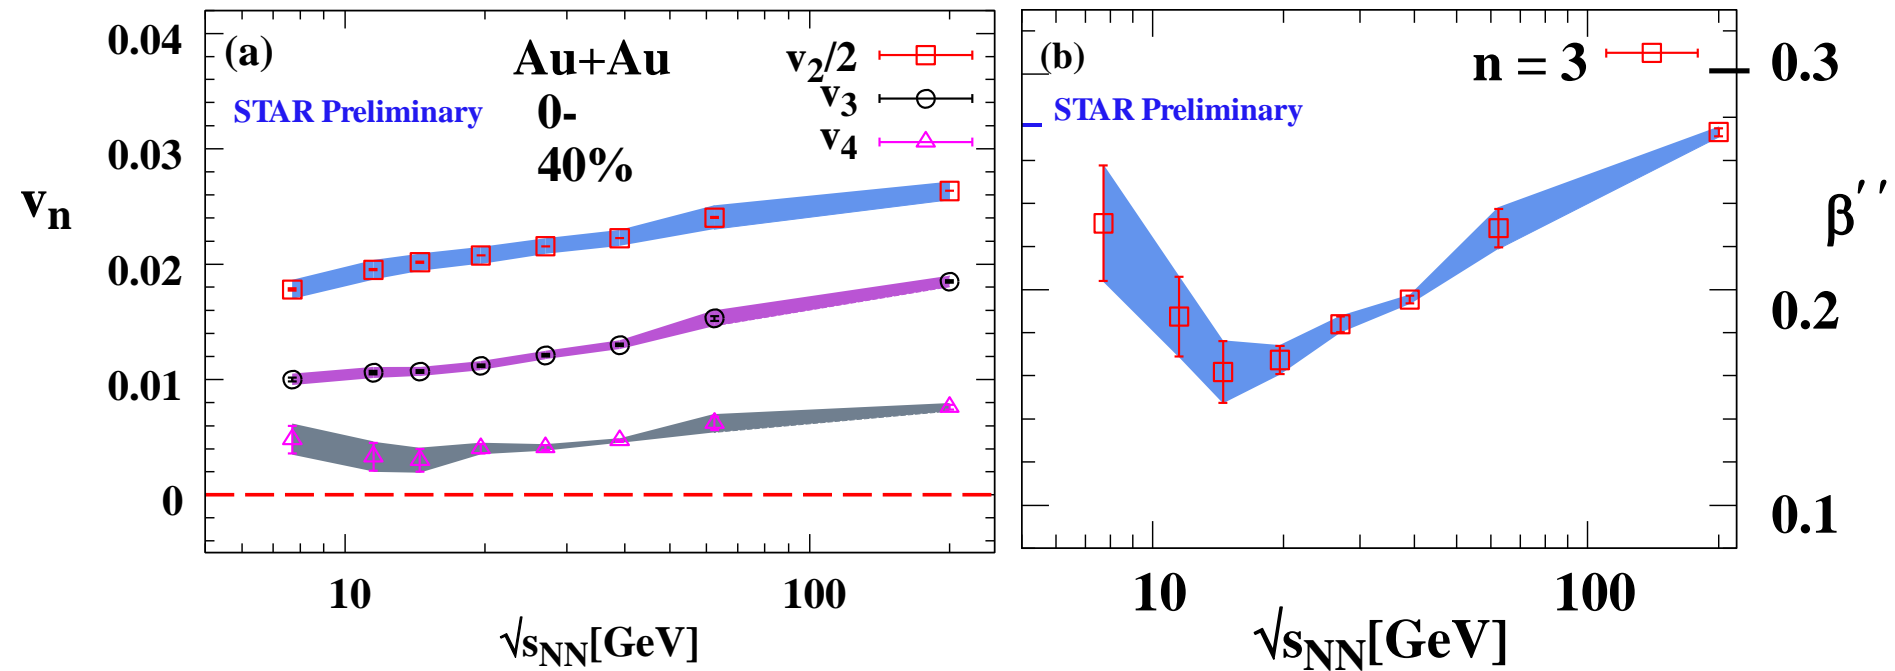 (a)
Au+Au
0-
40%
STAR Preliminary
v2/2
v3
v4
0.04
0.03
0.02
0.01
0
vn
10
100
√sNN[GeV]
(b)
n = 3
STAR Preliminary
0.3
0.2
0.1
β′′
10
100
√sNN[GeV]